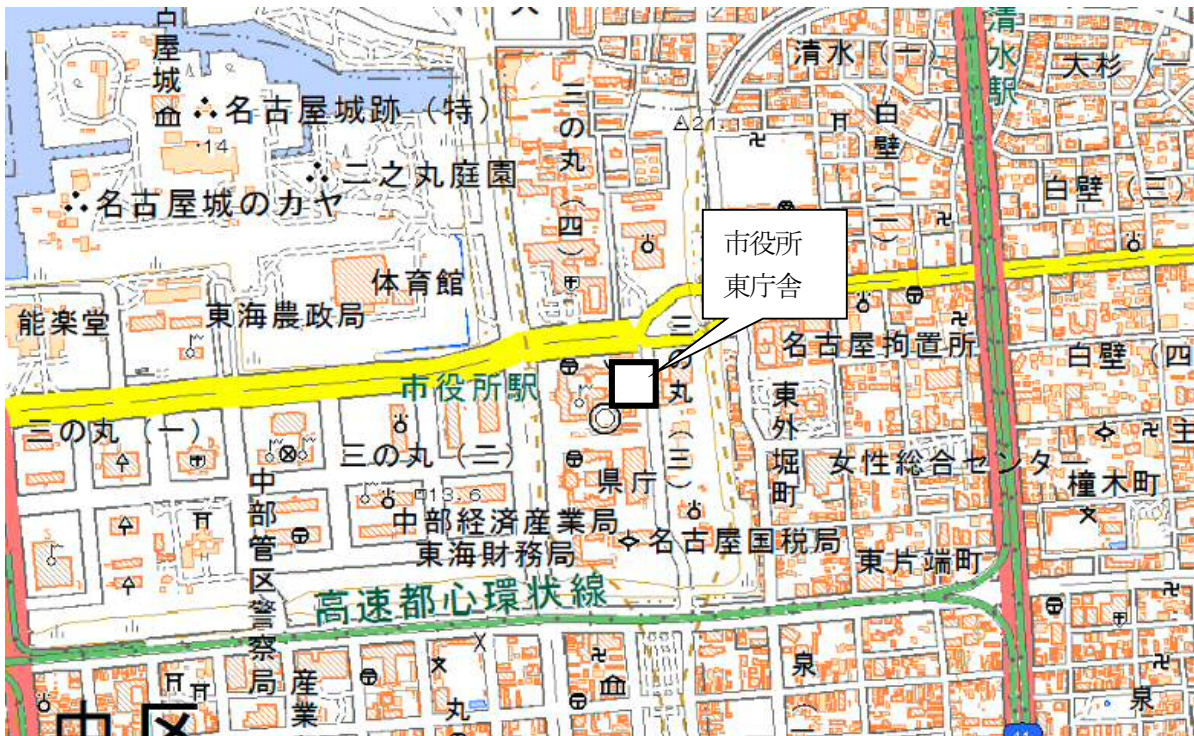 名古屋城跡（特）
・14
二之丸庭園
名古屋城のカヤ
体育館
東海農政局
能楽堂
三の丸（四）
清水（一）
清水駅
大杉（一
白壁（二）
白壁（三）
市役所
東庁舎
名古屋拘置所
白壁（四
市役所駅
三の丸（一）
三の丸（二）
三の丸（三）
東外堀町
女性総合センター
主
橦木町
県庁
13.6
中部管区警察局
中部経済産業局
東海財務局
名古屋国税局
東片端町
高速都心環状線
産業
丸
泉（
泉
中区
41